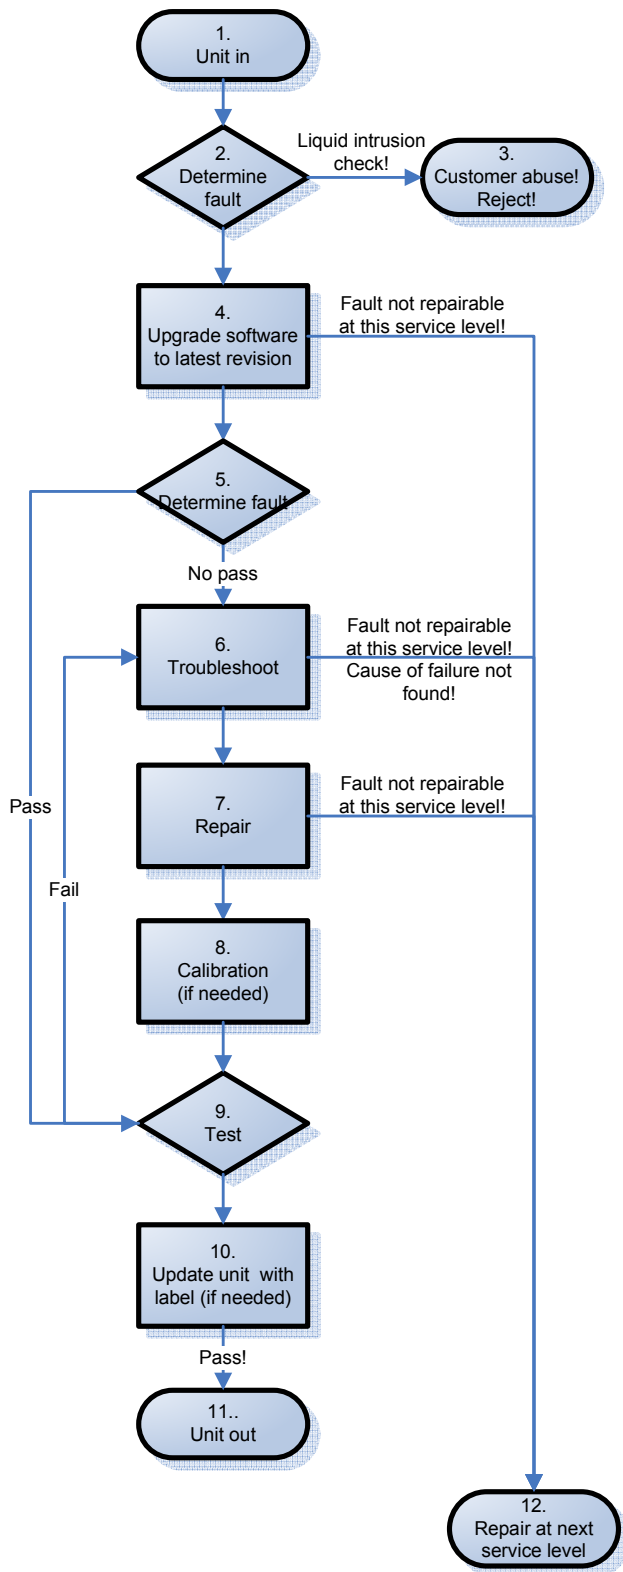 1.
Unit in
2.
Determine
fault
Liquid intrusion
check!
3.
Customer abuse!
Reject!
4.
Upgrade software
to latest revision
Fault not repairable
at this service level!
5.
Determine fault
No pass
6.
Troubleshoot
Fault not repairable
at this service level!
Cause of failure not
found!
7.
Repair
Fault not repairable
at this service level!
Pass
Fail
8.
Calibration
(if needed)
9.
Test
10.
Update unit  with
label (if needed)
Pass!
11..
Unit out
12.
Repair at next
service level